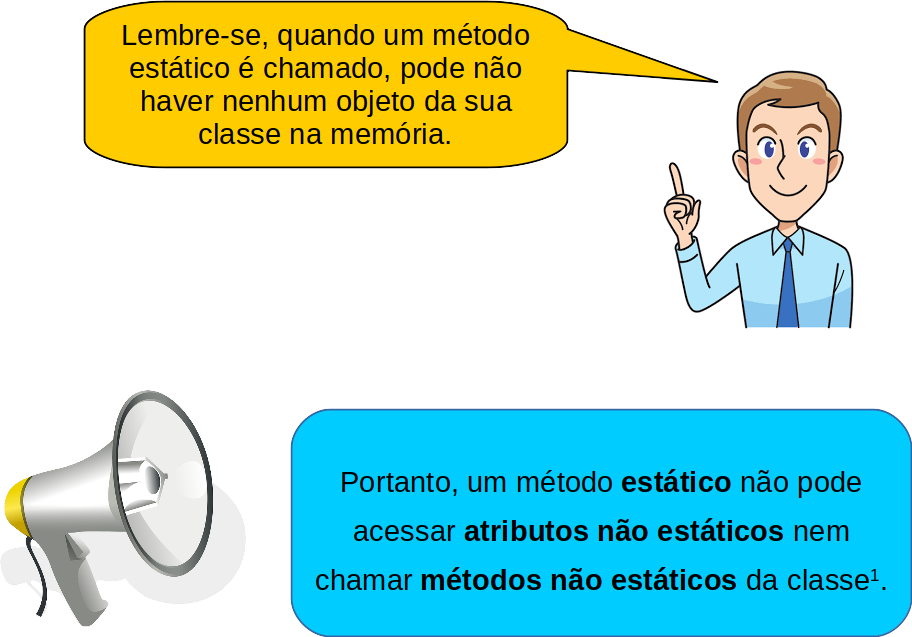 Lembre-se, quando um método
estático é chamado, pode não
haver nenhum objeto da sua
classe na memória.
Portanto, um método estático não pode
acessar atributos não estáticos nem
chamar métodos não estáticos da classe¹.